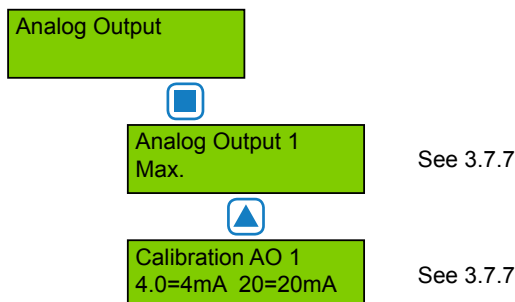 Analog Output
Analog Output 1
Max.
See 3.7.7
Calibration AO 1
4.0=4mA 20=20mA
See 3.7.7